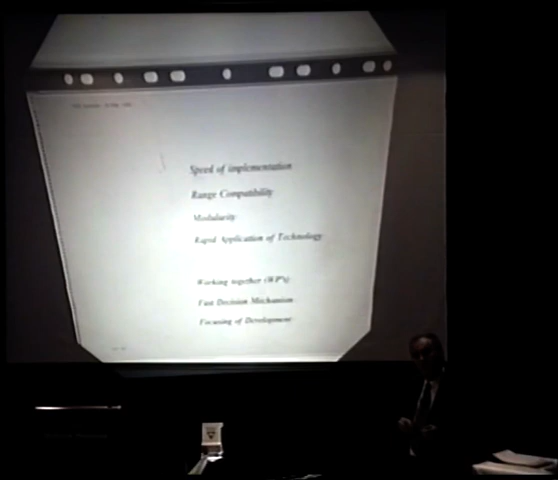 Speed of implementation
Range Compatibility
Modularity
Rapid Application of Technology
Working together (WP's)
Fast Decision Mechanism
Focusing of Development